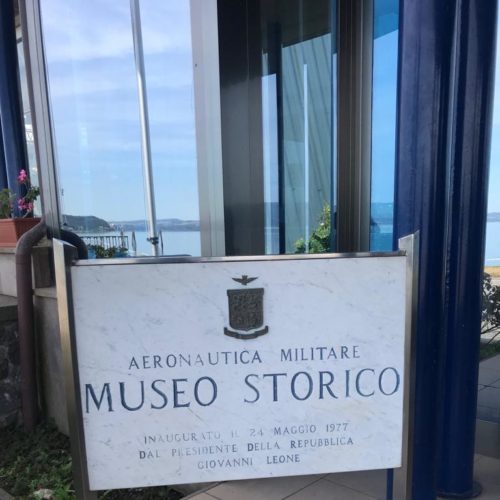 AERONAUTICA MILITARE
MUSEO STORICO
INAUGURATO IL 24 MAGGIO 1977
DAL PRESIDENTE DELLA REPUBBLICA
GIOVANNI LEONE